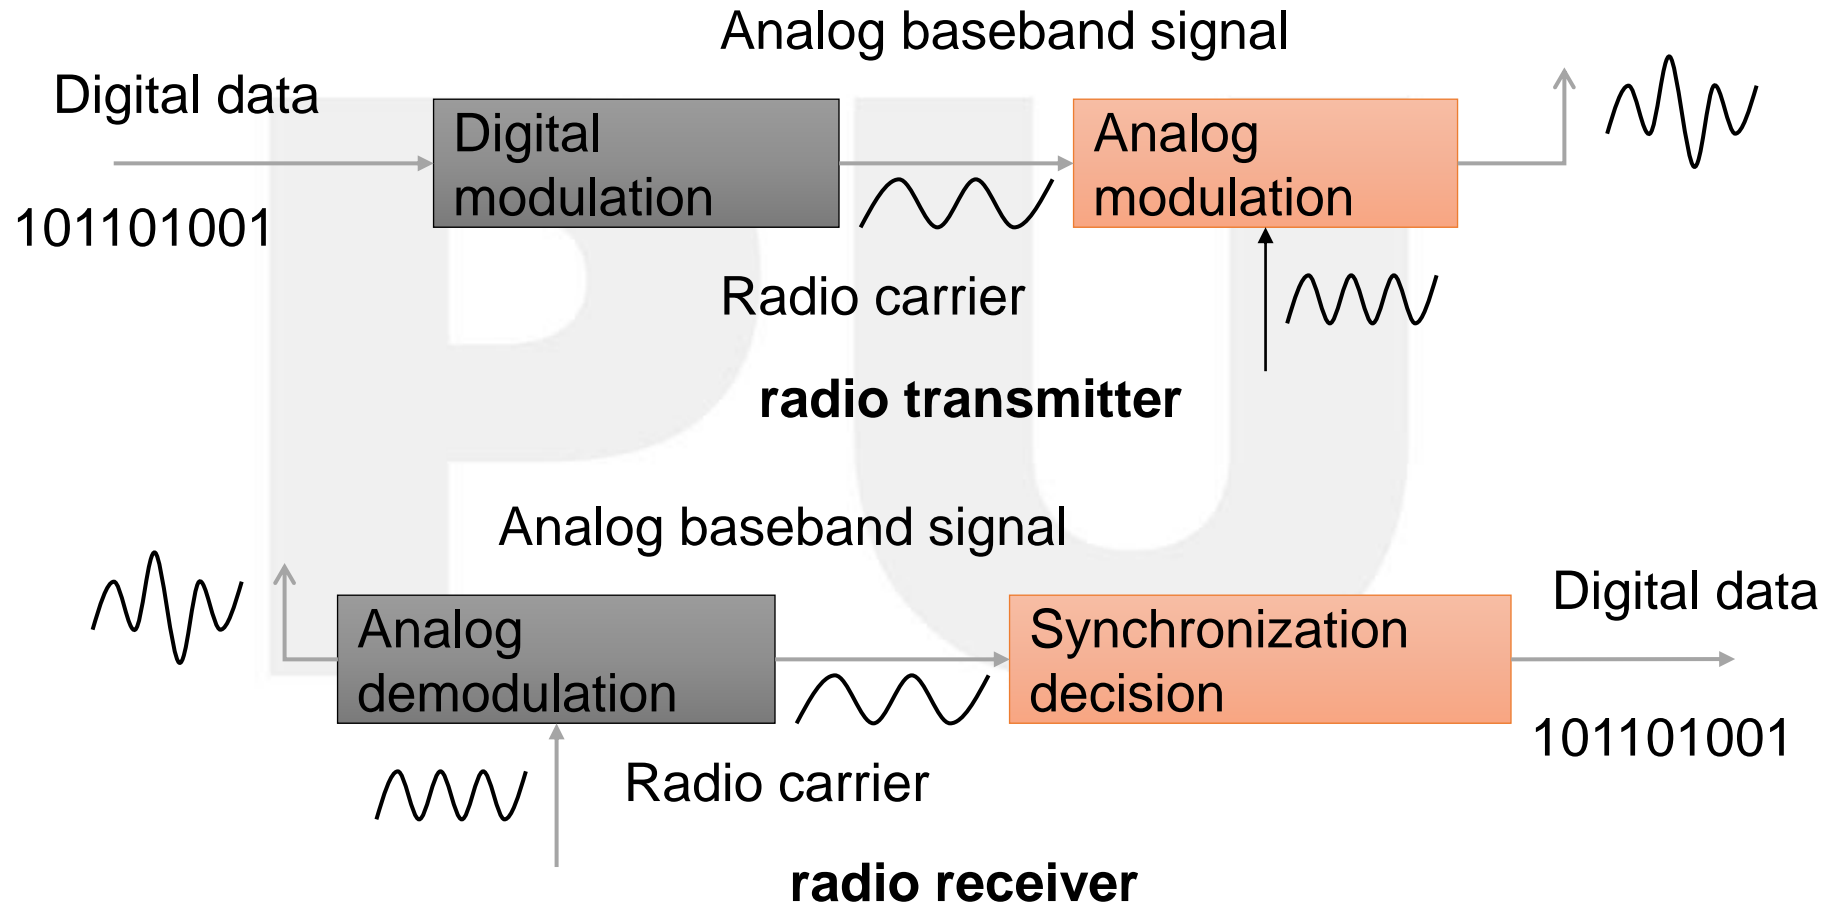 Analog baseband signal
Digital data
Digital
modulation
Analog
modulation
101101001
Radio carrier
radio transmitter
Analog baseband signal
Analog
demodulation
Synchronization
decision
Digital data
101101001
Radio carrier
radio receiver
PU